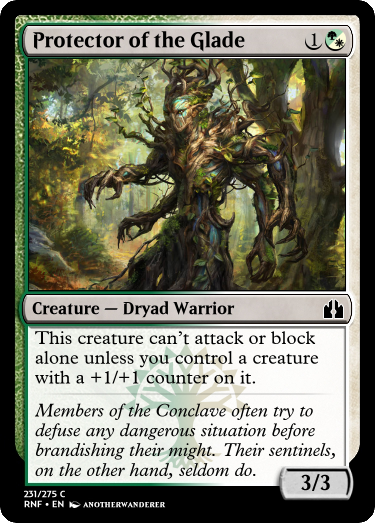 Protector of the Glade 1
Creature — Dryad Warrior
This creature can't attack or block
alone unless you control a creature
with a +1/+1 counter on it.
Members of the Conclave often try to
defuse any dangerous situation before
brandishing their might. Their sentinels,
on the other hand, seldom do.
3/3
231/275 C
RNF • EN ANOTHERWANDERER